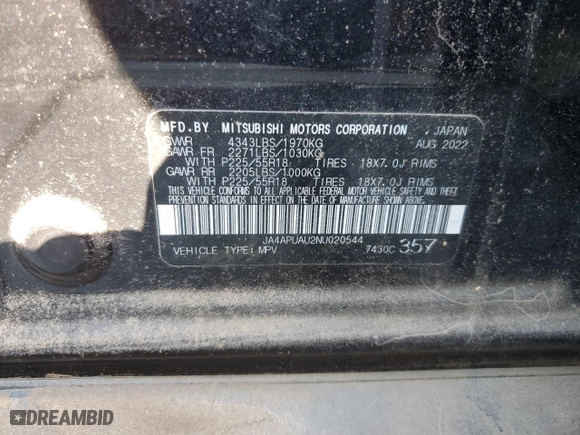 MFD.BY MITSUBISHI MOTORS CORPORATION . JAPAN
GVWR 4343LBS/1970KG AUG 2022
GAWR FR 2271LBS/1030KG
WITH P225/55R18. TIRES 18X7.0J RIMS
GAWR RR 2205LBS/1000KG
WITH P225/55R18 TIRES 18X7.0J RIMS
THIS VEHICLE CONFORMS TO ALL APPLICABLE FEDERAL MOTOR VEHICLE SAFETY AND THEFT
PREVENTION STANDARDS IN EFFECT ON THE DATE OF MANUFACTURE SHOWN ABOVE.
JA4APUAU2NU020544
VEHICLE TYPE: MPV 7430C 357
DREAMBID